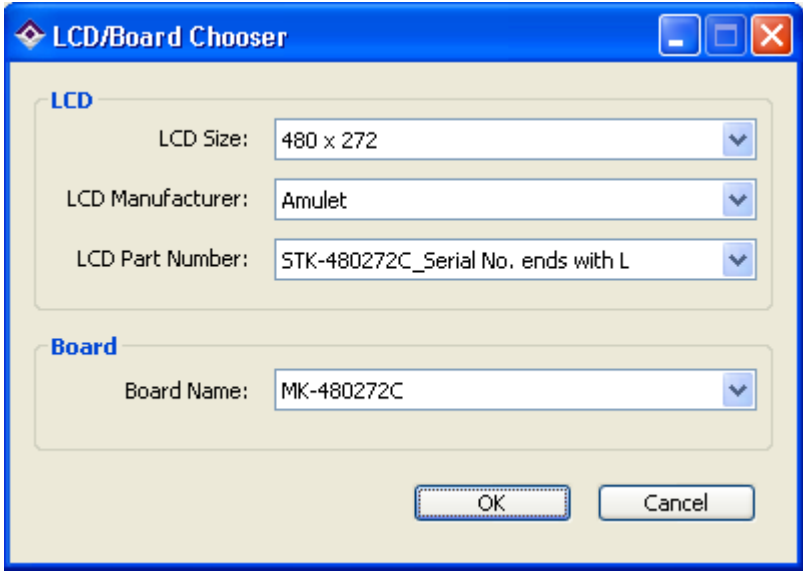 LCD/Board Chooser
LCD
LCD Size: 480 x 272
LCD Manufacturer: Amulet
LCD Part Number: STK-480272C_Serial No. ends with L
Board
Board Name: MK-480272C
OK Cancel